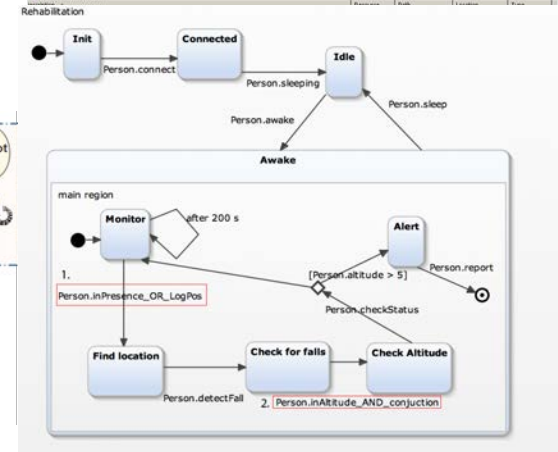 Rehabilitation
Init
Connected
Idle
Person.connect
Person.sleeping
Person.awake
Person.sleep
Awake
main region
Monitor
after 200 s
Alert
1.
[Person.altitude > 5]
Person.report
Person.inPresence_OR_LogPos
Person.checkStatus
Find location
Check for falls
Check Altitude
Person.detectFall
2. Person.inAltitude_AND_conjuction